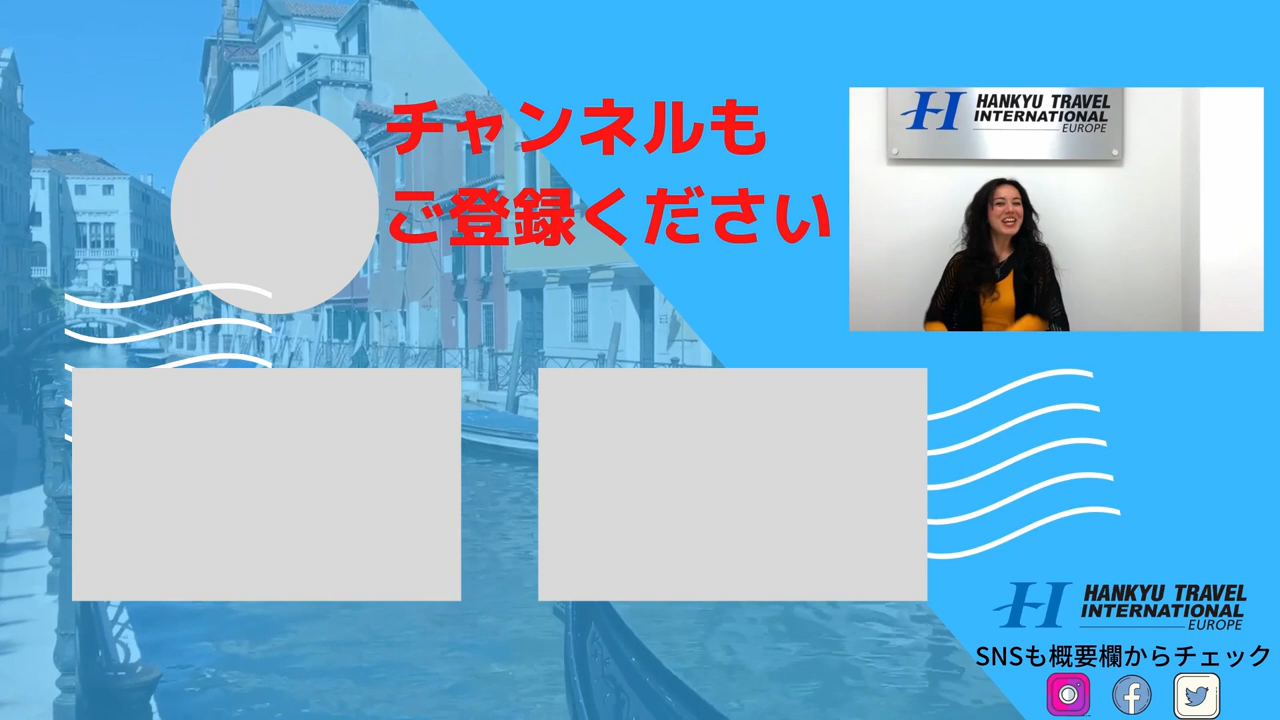 チャンネルも
ご登録ください
HANKYU TRAVEL
INTERNATIONAL
EUROPE
HANKYU TRAVEL
INTERNATIONAL
EUROPE
SNSも概要欄からチェック